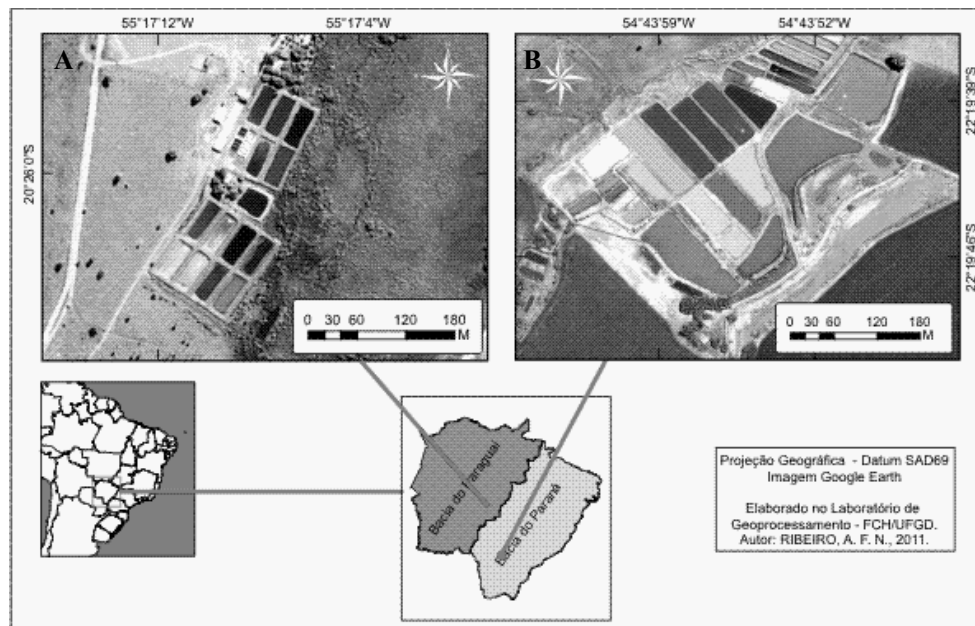 55°17'12"W
55°17'4"W
54°43'59"W
54°43'52"W
A
B
20°26'0"S
22°19'39"S
22°19'46"S
0 30 60 120 180
M
0 30 60 120 180
M
Bacia do Paraguai
Bacia do Paraná
Projeção Geográfica - Datum SAD69
Imagem Google Earth
Elaborado no Laboratório de
Geoprocessamento - FCH/UFGD.
Autor: RIBEIRO, A. F. N., 2011.